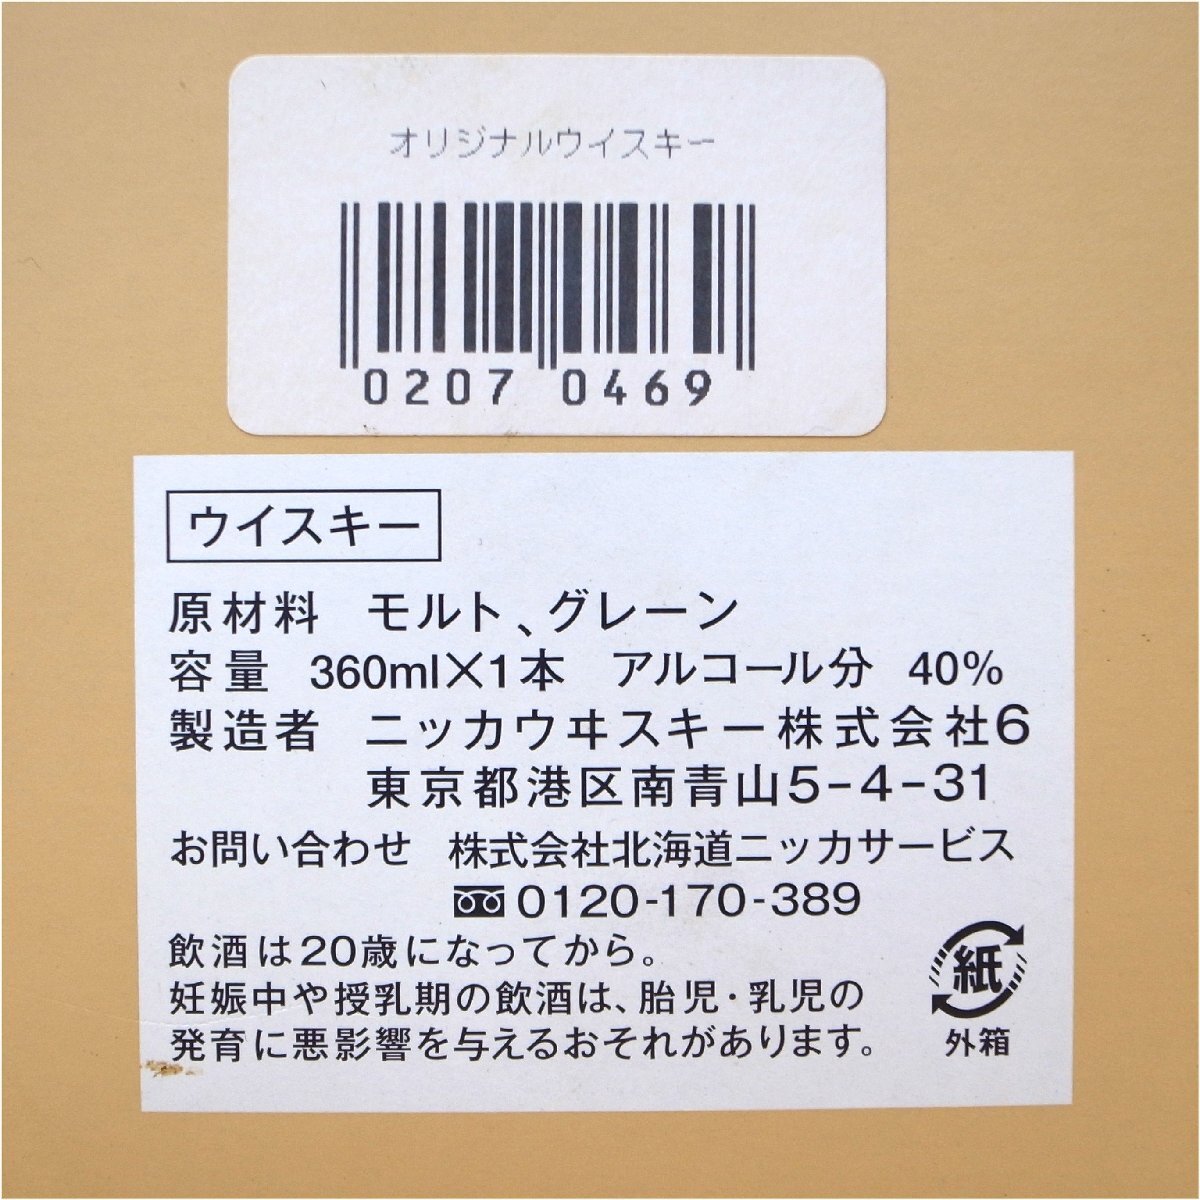 オリジナルウイスキー
0207 0469
ウイスキー
原材料 モルト、グレーン
容量 360ml×1本 アルコール分 40%
製造者 ニッカウヰスキー株式会社6
東京都港区南青山5-4-31
お問い合わせ 株式会社北海道ニッカサービス
0120-170-389
飲酒は20歳になってから。
妊娠中や授乳期の飲酒は、胎児・乳児の
発育に悪影響を与えるおそれがあります。
紙
外箱